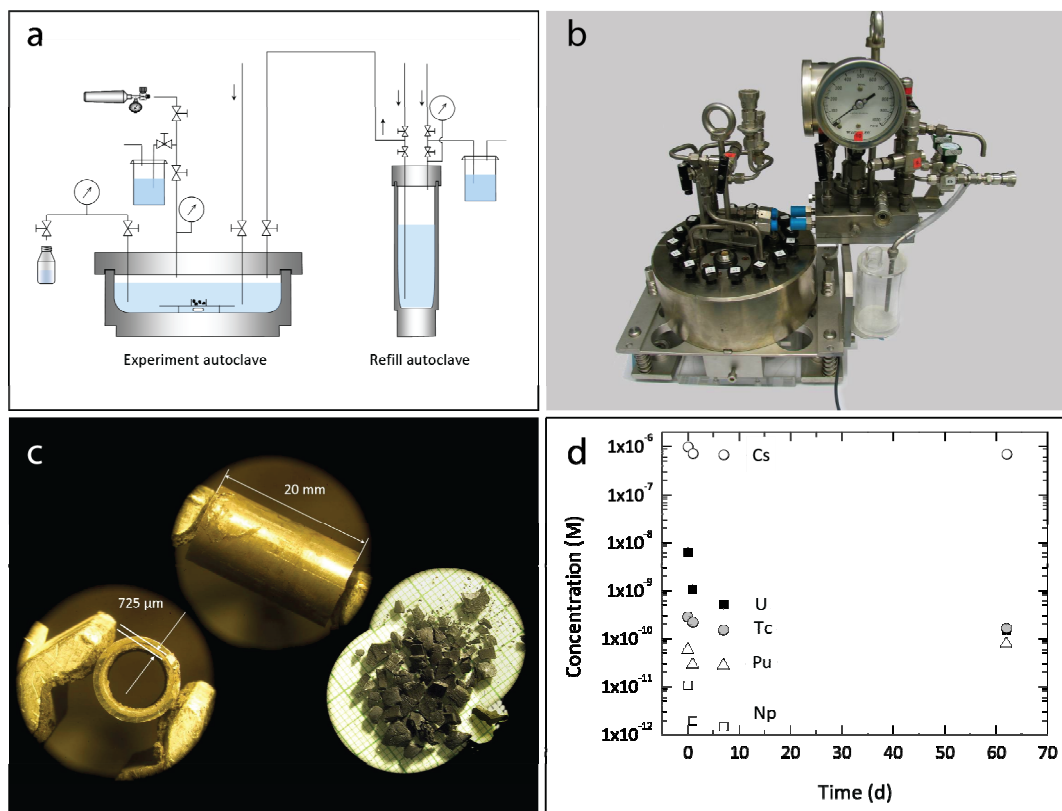 a
Experiment autoclave
Refill autoclave
b
c
20 mm
725 µm
d
Concentration (M)
1x10⁻⁶
1x10⁻⁷
1x10⁻⁸
1x10⁻⁹
1x10⁻¹⁰
1x10⁻¹¹
1x10⁻¹²
Cs
U
Tc
Pu
Np
0 10 20 30 40 50 60 70
Time (d)